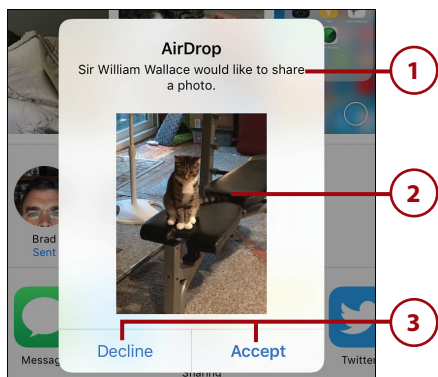 AirDrop
Sir William Wallace would like to share
a photo.
1
2
Brad
Sent
3
Decline
Accept
Messag
Sharing
Twitter